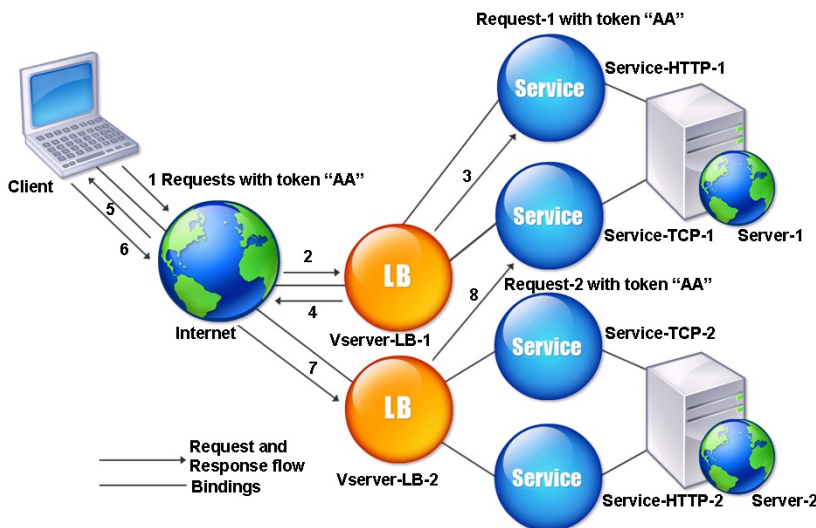 Request-1 with token “AA”
Service-HTTP-1
Service
3
Client
1 Requests with token “AA”
5
6
Service
2
LB
Service-TCP-1
Server-1
8
Request-2 with token “AA”
4
Internet
Vserver-LB-1
Service-TCP-2
Service
7
LB
Request and
Response flow
Bindings
Vserver-LB-2
Service
Service-HTTP-2
Server-2